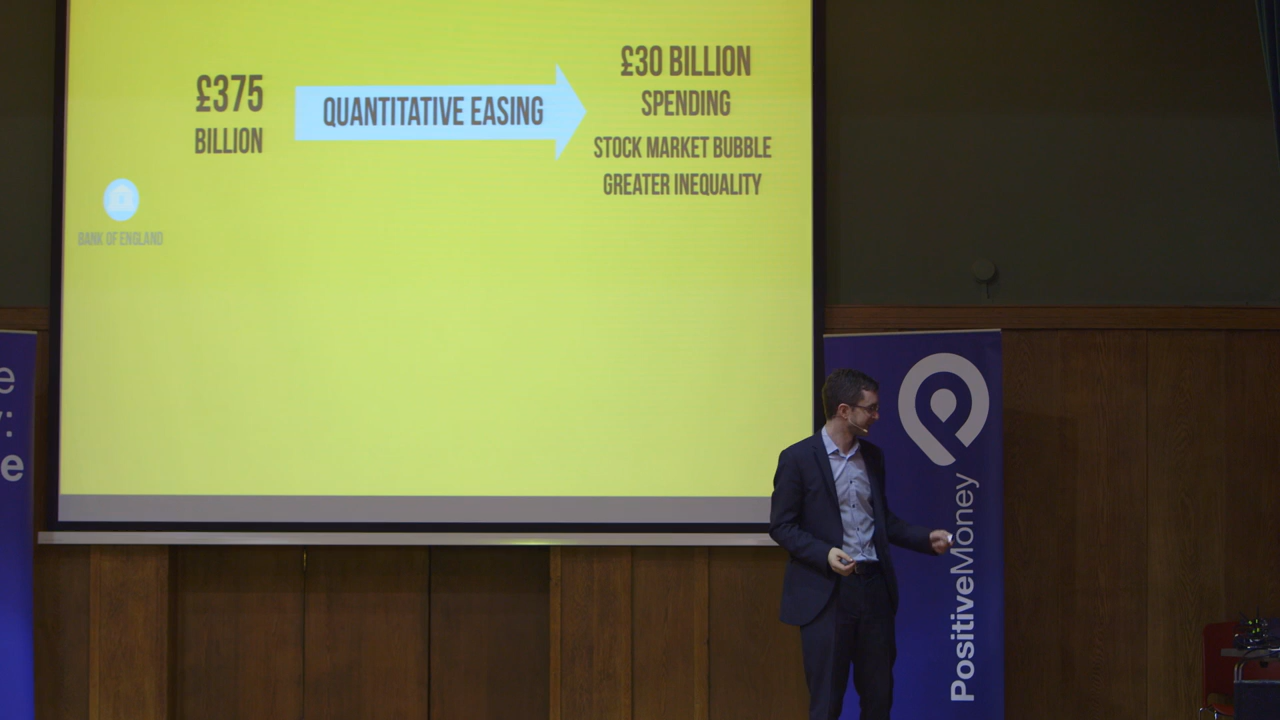 £375
BILLION
QUANTITATIVE EASING
£30 BILLION
SPENDING
STOCK MARKET BUBBLE
GREATER INEQUALITY
BANK OF ENGLAND
e
y:
e
PositiveMoney